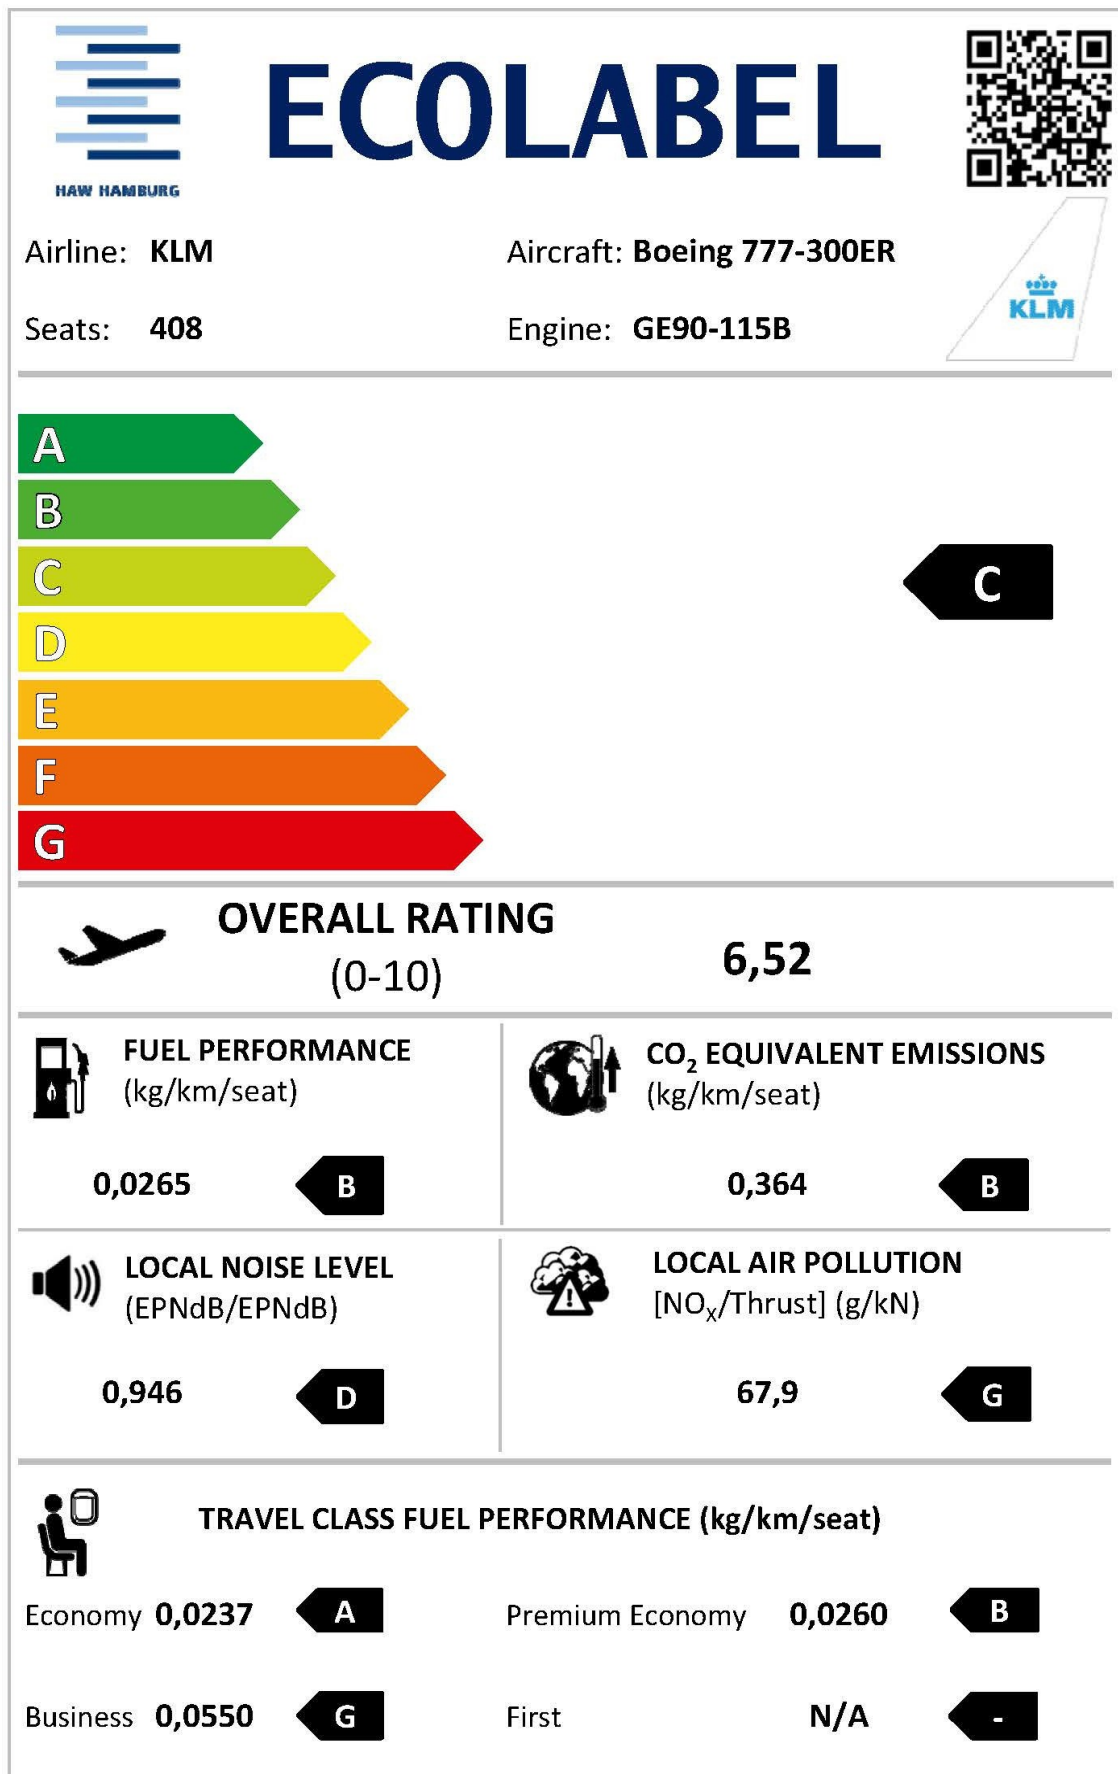 HAW HAMBURG
ECOLABEL
Airline: KLM
Aircraft: Boeing 777-300ER
Seats: 408
Engine: GE90-115B
KLM
A
B
C
C
D
E
F
G
OVERALL RATING
(0-10)
6,52
FUEL PERFORMANCE
(kg/km/seat)
0,0265 B
CO₂ EQUIVALENT EMISSIONS
(kg/km/seat)
0,364 B
LOCAL NOISE LEVEL
(EPNdB/EPNdB)
0,946 D
LOCAL AIR POLLUTION
[NOₓ/Thrust] (g/kN)
67,9 G
TRAVEL CLASS FUEL PERFORMANCE (kg/km/seat)
Economy 0,0237 A
Premium Economy 0,0260 B
Business 0,0550 G
First N/A -